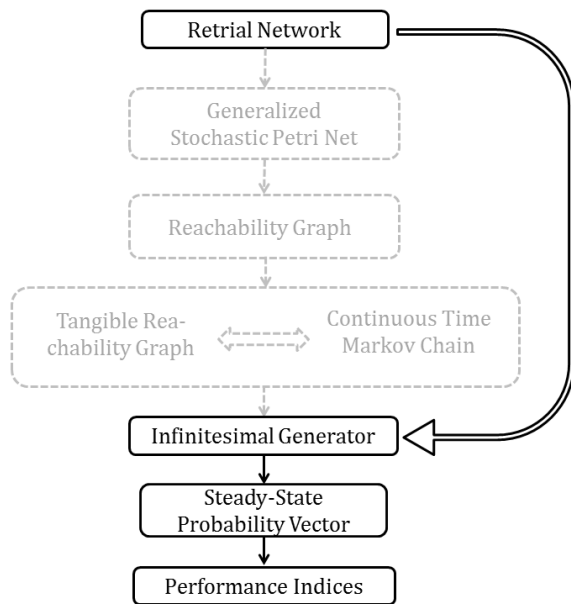 Retrial Network
Generalized
Stochastic Petri Net
Reachability Graph
Tangible Rea-
chability Graph
Continuous Time
Markov Chain
Infinitesimal Generator
Steady-State
Probability Vector
Performance Indices